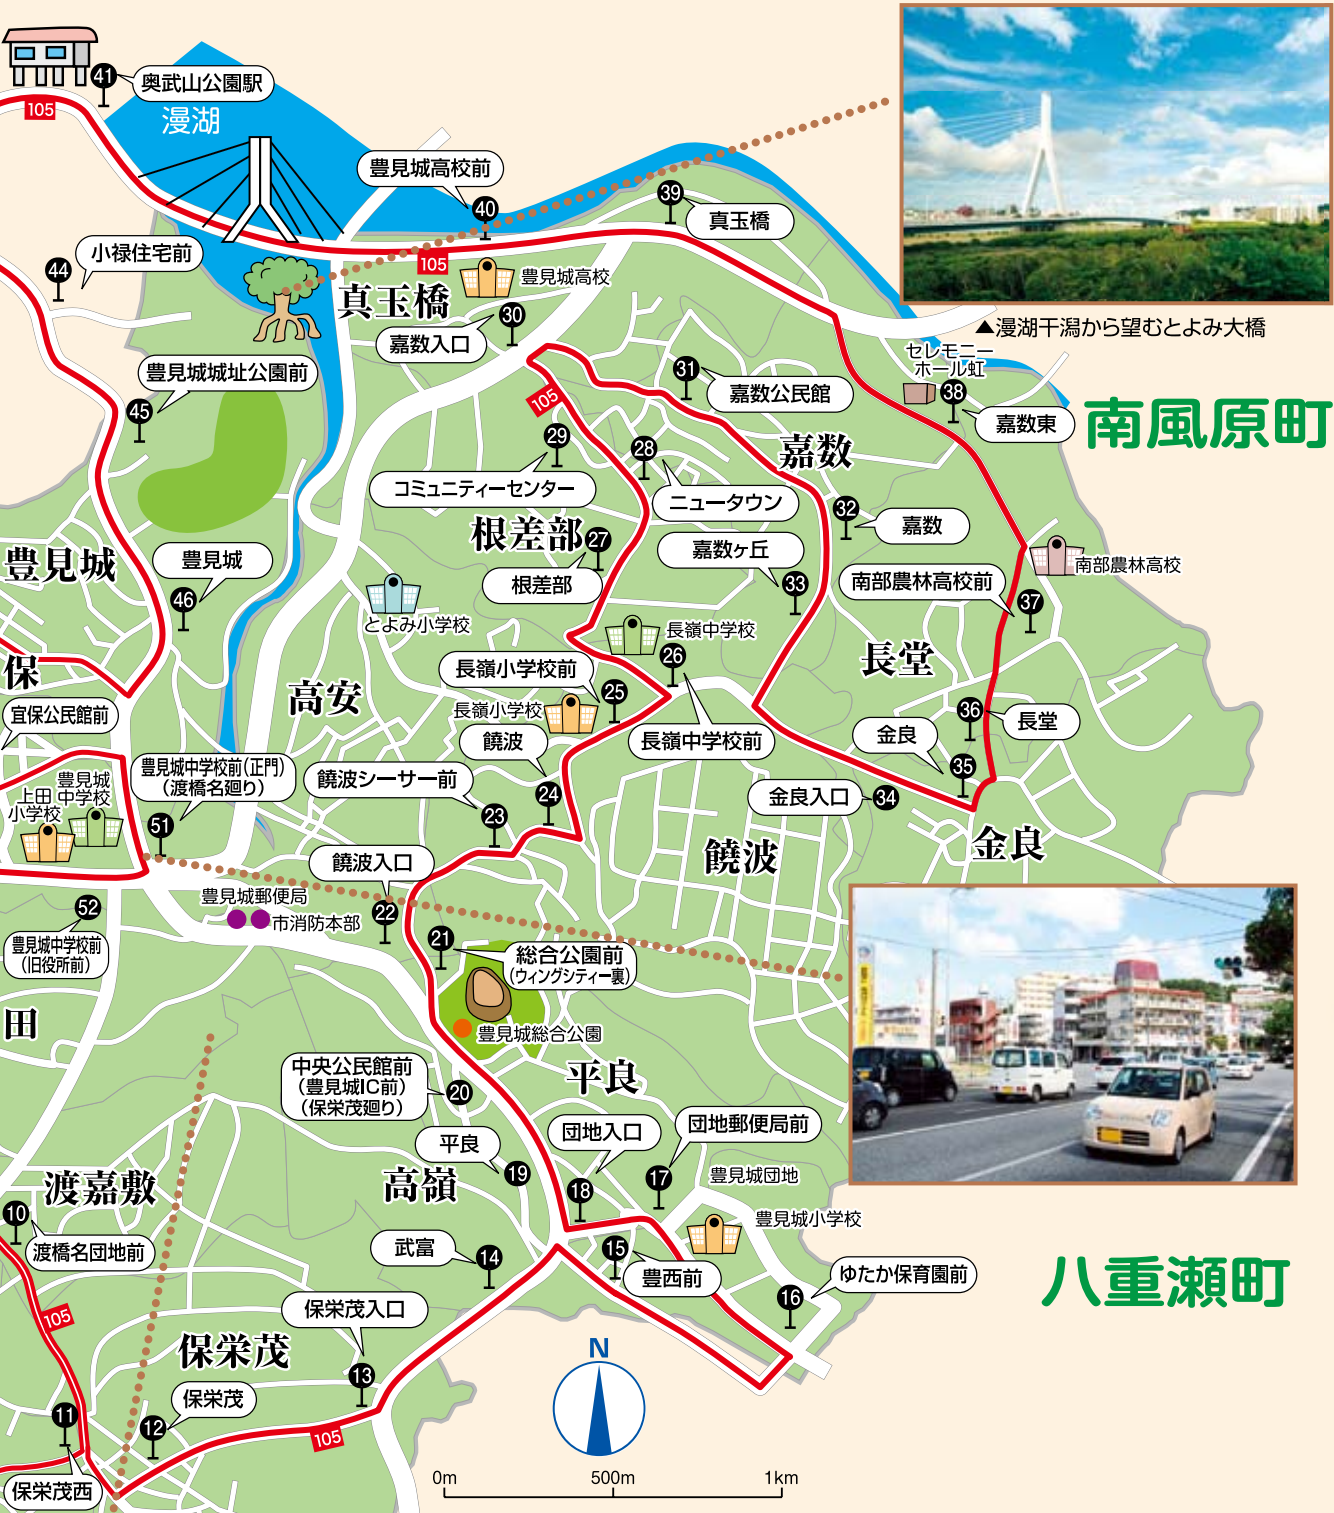 41
奥武山公園駅
105
漫湖
豊見城高校前
40
39
真玉橋
44
小禄住宅前
105
豊見城高校
真玉橋
30
嘉数入口
▲漫湖干潟から望むとよみ大橋
セレモニー
ホール虹
38
嘉数東
南風原町
豊見城城址公園前
45
31
嘉数公民館
105
29
コミュニティーセンター
28
ニュータウン
嘉数
32
嘉数
根差部
27
根差部
嘉数ヶ丘
33
豊見城
豊見城
46
とよみ小学校
南部農林高校
南部農林高校前
37
長嶺中学校
26
長嶺小学校前
25
長嶺小学校
長堂
保
宜保公民館前
高安
饒波
長嶺中学校前
36
長堂
金良
35
豊見城中学校前(正門)
(渡橋名廻り)
豊見城
中学校
上田
小学校
51
饒波シーサー前
23
24
金良入口
34
金良
饒波
饒波入口
22
豊見城郵便局
市消防本部
52
豊見城中学校前
(旧役所前)
21
総合公園前
(ウィングシティー裏)
豊見城総合公園
田
中央公民館前
(豊見城IC前)
(保栄茂廻り)
20
平良
平良
19
団地入口
18
団地郵便局前
17
豊見城団地
豊見城小学校
渡嘉敷
10
渡橋名団地前
高嶺
武富
14
15
豊西前
16
ゆたか保育園前
八重瀬町
105
保栄茂入口
13
保栄茂
保栄茂
12
11
保栄茂西
105
N
0m
500m
1km